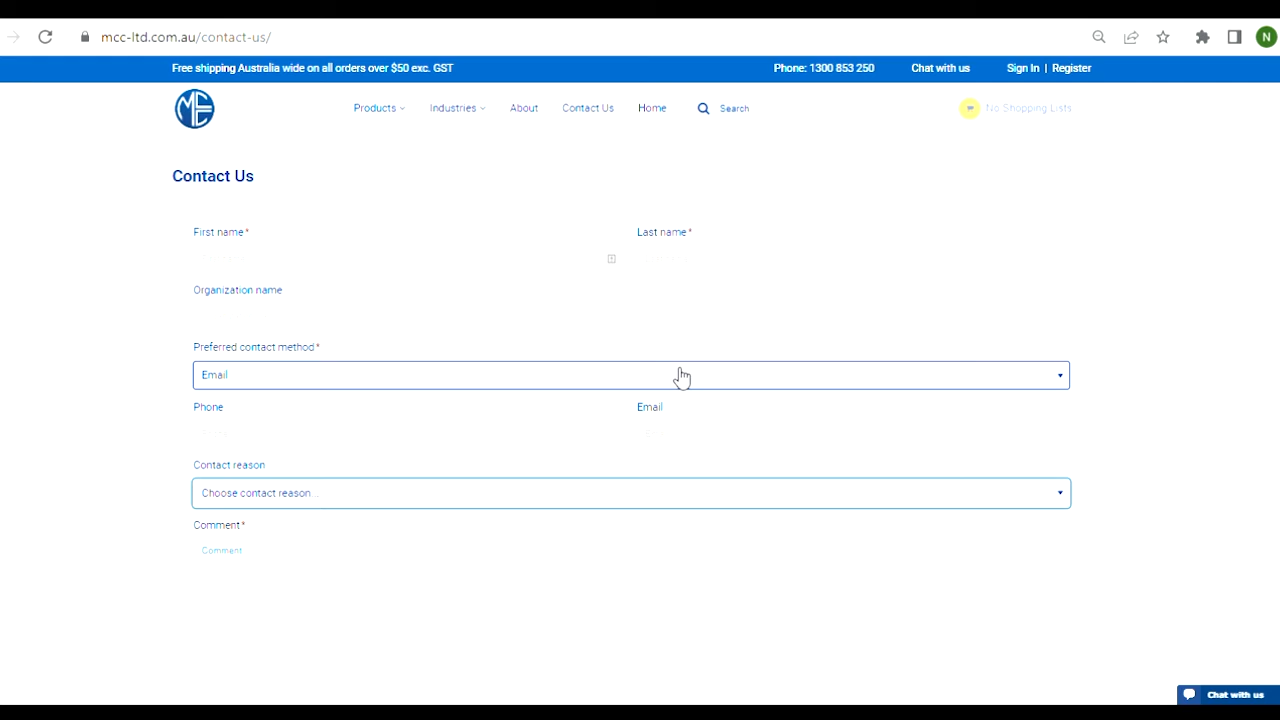 mcc-ltd.com.au/contact-us/
N
Free shipping Australia wide on all orders over $50 exc. GST
Phone: 1300 853 250
Chat with us
Sign In | Register
Products
Industries
About
Contact Us
Home
Search
No Shopping Lists
Contact Us
First name*
Last name*
Organization name
Preferred contact method*
Email
Phone
Email
Contact reason
Choose contact reason...
Comment*
Comment
Chat with us